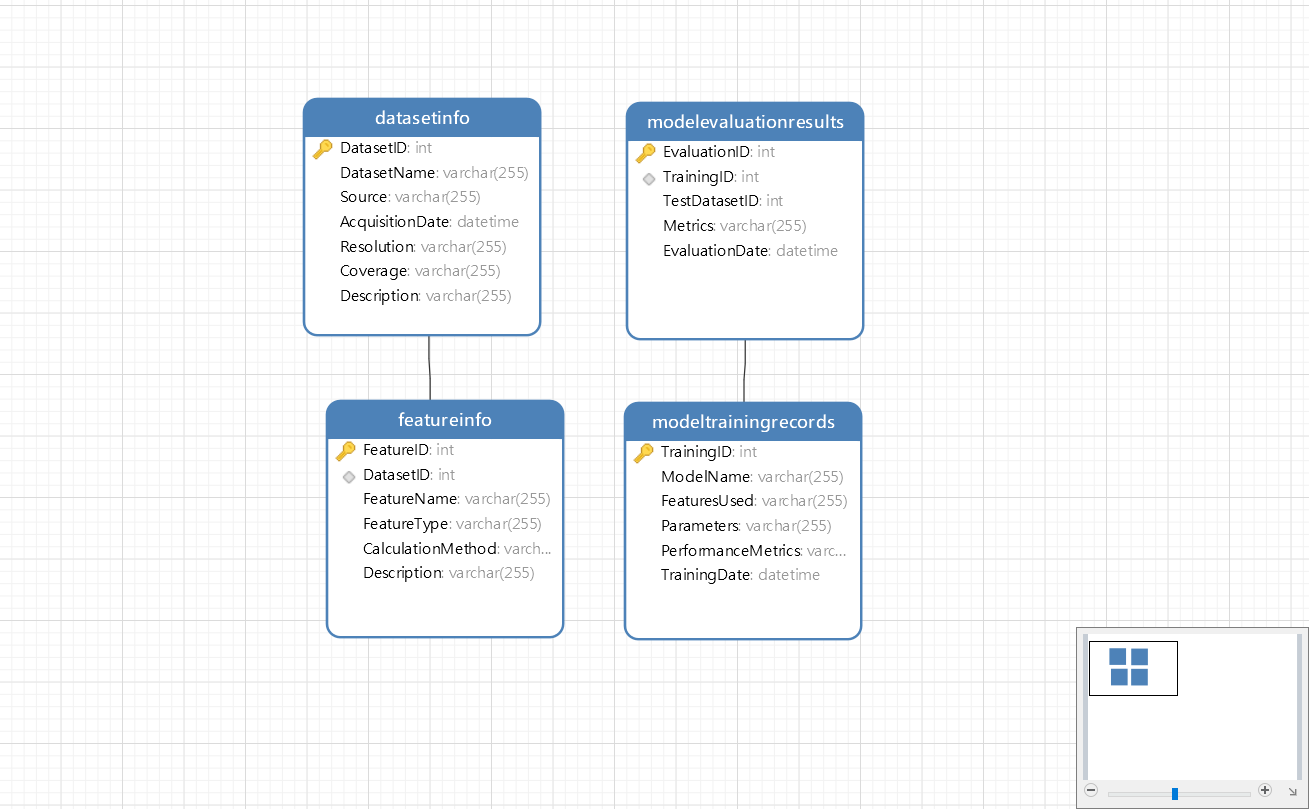 datasetinfo
DatasetID: int
DatasetName: varchar(255)
Source: varchar(255)
AcquisitionDate: datetime
Resolution: varchar(255)
Coverage: varchar(255)
Description: varchar(255)
modelevaluationresults
EvaluationID: int
TrainingID: int
TestDatasetID: int
Metrics: varchar(255)
EvaluationDate: datetime
featureinfo
FeatureID: int
DatasetID: int
FeatureName: varchar(255)
FeatureType: varchar(255)
CalculationMethod: varch...
Description: varchar(255)
modeltrainingrecords
TrainingID: int
ModelName: varchar(255)
FeaturesUsed: varchar(255)
Parameters: varchar(255)
PerformanceMetrics: varc...
TrainingDate: datetime